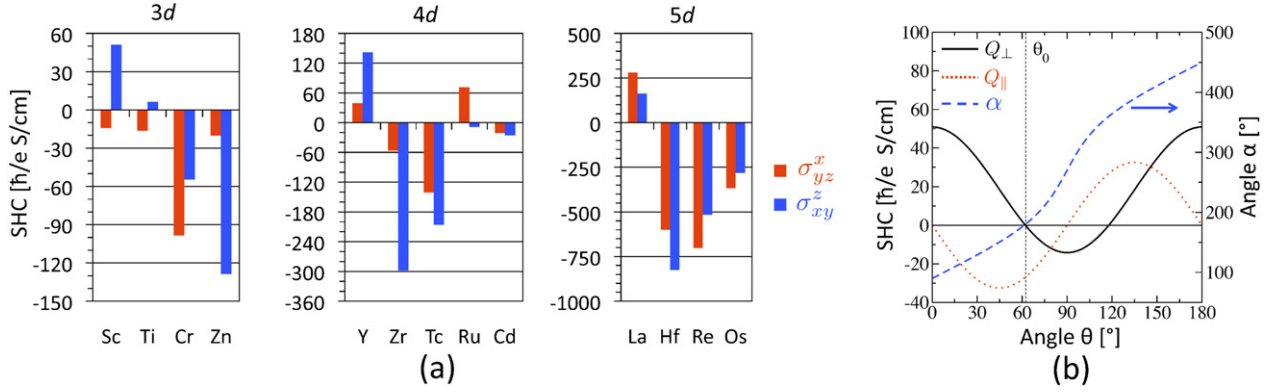 3d
SHC [ħ/e S/cm]
60
30
0
-30
-60
-90
-120
-150
Sc Ti Cr Zn
4d
180
120
60
0
-60
-120
-180
-240
-300
-360
Y Zr Tc Ru Cd
5d
500
250
0
-250
-500
-750
-1000
La Hf Re Os
σ^x_yz
σ^z_xy
(a)
Q⊥
Q∥
α
θ₀
SHC [ħ/e S/cm]
100
80
60
40
20
0
-20
-40
500
400
300
200
100
Angle α [°]
0 30 60 90 120 150 180
Angle θ [°]
(b)